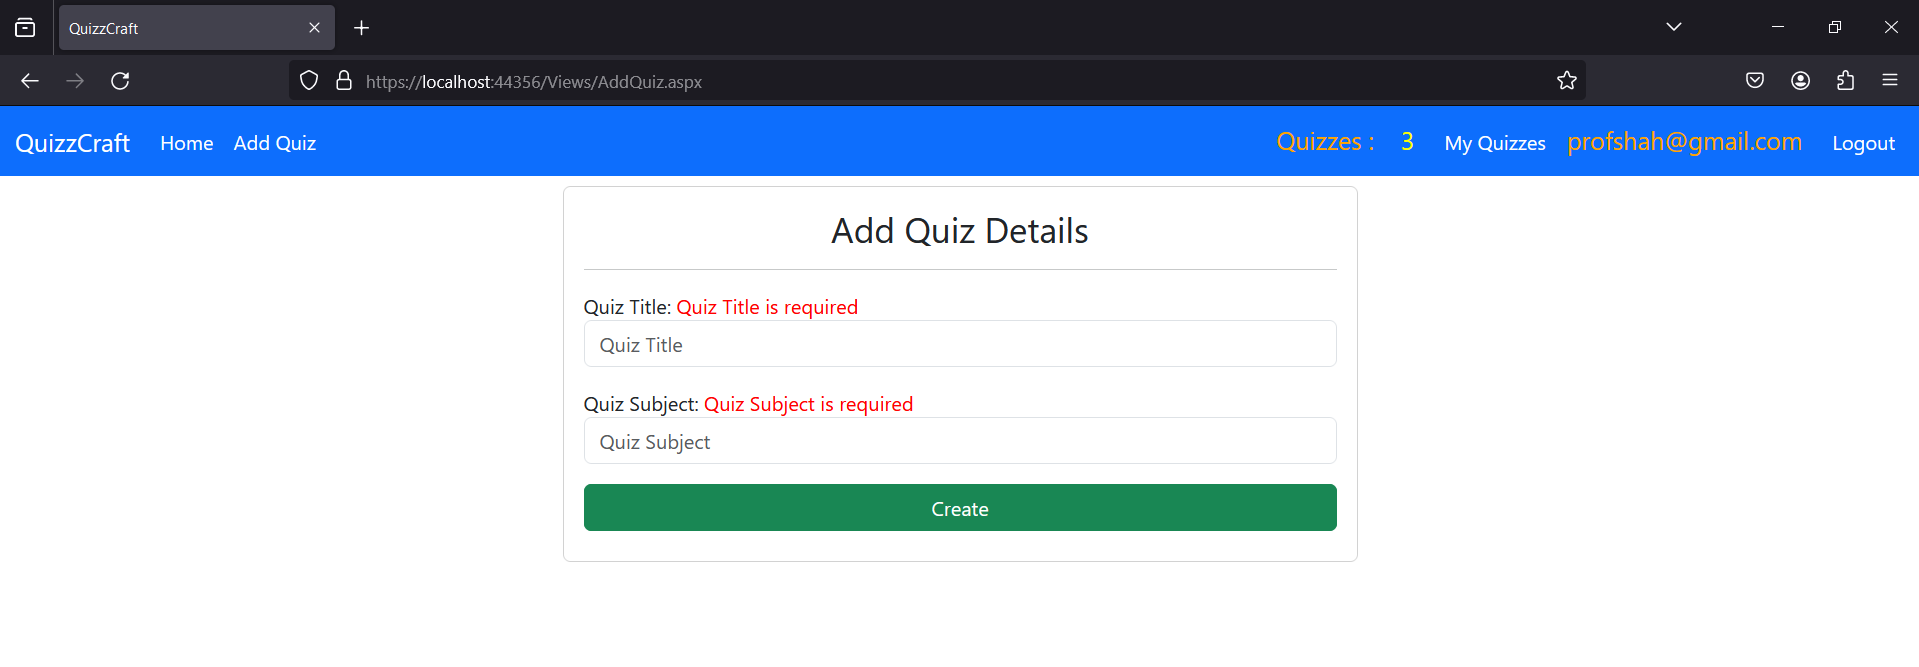 QuizzCraft
https://localhost:44356/Views/AddQuiz.aspx
QuizzCraft Home Add Quiz Quizzes : 3 My Quizzes profshah@gmail.com Logout
Add Quiz Details
Quiz Title: Quiz Title is required
Quiz Title
Quiz Subject: Quiz Subject is required
Quiz Subject
Create